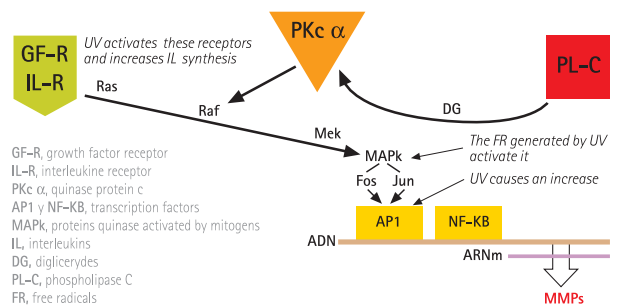 GF–R
IL–R
UV activates these receptors
and increases IL synthesis
PKc α
PL–C
Ras
Raf
Mek
DG
MAPk
The FR generated by UV
activate it
Fos
Jun
UV causes an increase
AP1
NF-KB
ADN
ARNm
MMPs
GF–R, growth factor receptor
IL–R, interleukine receptor
PKc α, quinase protein c
AP1 y NF-KB, transcription factors
MAPk, proteins quinase activated by mitogens
IL, interleukins
DG, diglicerydes
PL–C, phospholipase C
FR, free radicals